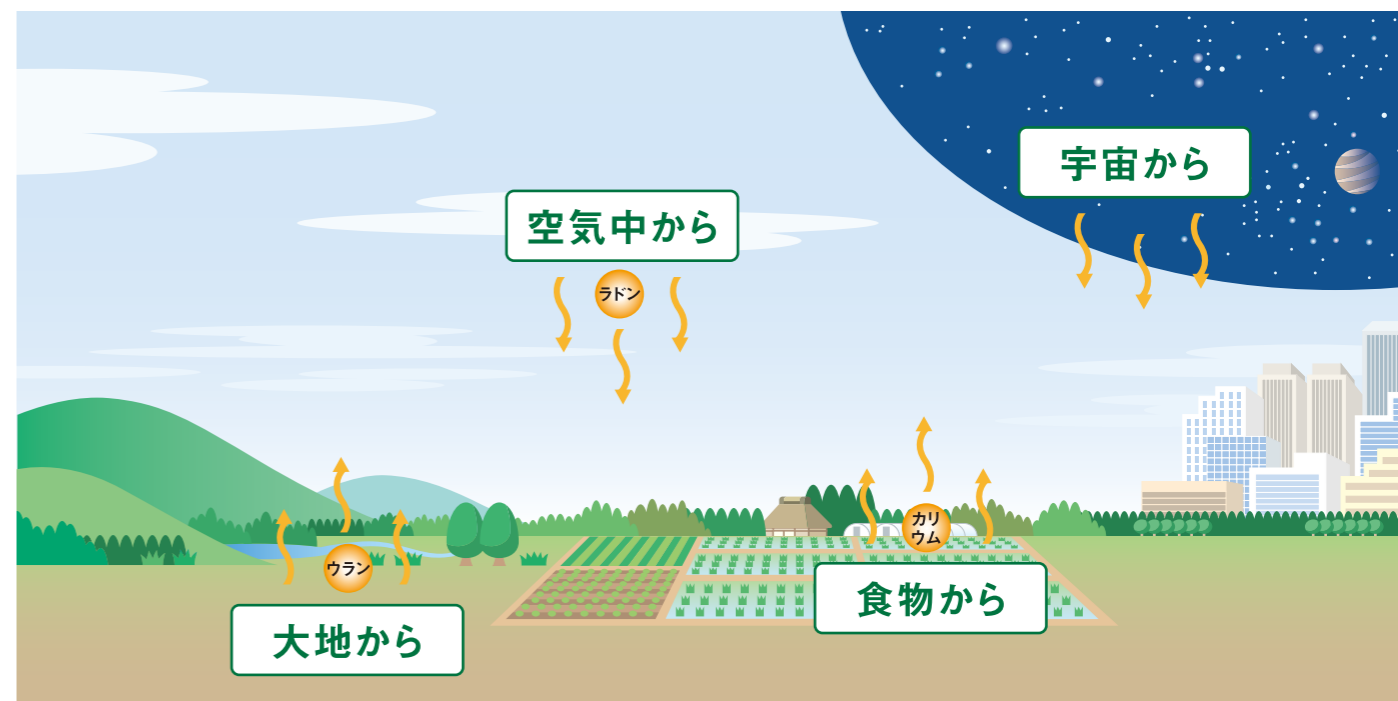 宇宙から
空気中から
ラドン
カリ
ウム
食物から
ウラン
大地から